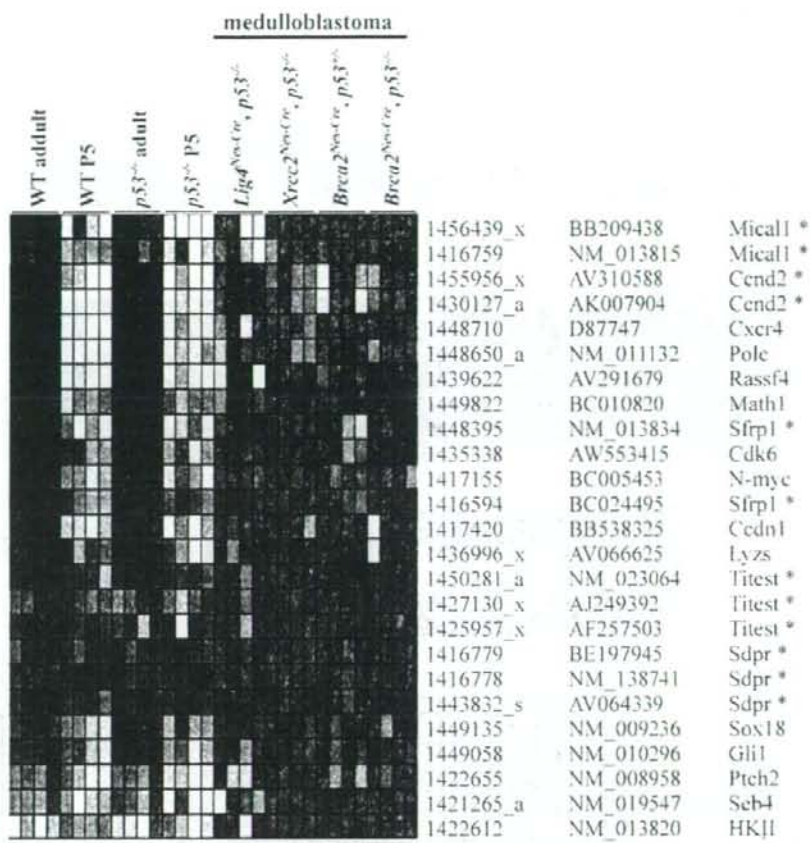 medulloblastoma
WT addult
WT P5
p53-/- adult
p53-/- P5
Lig4Nes-Cre, p53-/-
Xrcc2Nes-Cre, p53-/-
Brca2Nes-Cre, p53+/-
Brca2Nes-Cre, p53-/-
1456439_x BB209438 Mical1 *
1416759 NM_013815 Mical1 *
1455956_x AV310588 Ccnd2 *
1430127_a AK007904 Ccnd2 *
1448710 D87747 Cxcr4
1448650_a NM_011132 Pole
1439622 AV291679 Rassf4
1449822 BC010820 Math1
1448395 NM_013834 Sfrp1 *
1435338 AW553415 Cdk6
1417155 BC005453 N-myc
1416594 BC024495 Sfrp1 *
1417420 BB538325 Ccdn1
1436996_x AV066625 Lyzs
1450281_a NM_023064 Titest *
1427130_x AJ249392 Titest *
1425957_x AF257503 Titest *
1416779 BE197945 Sdpr *
1416778 NM_138741 Sdpr *
1443832_s AV064339 Sdpr *
1449135 NM_009236 Sox18
1449058 NM_010296 Gli1
1422655 NM_008958 Ptch2
1421265_a NM_019547 Seb4
1422612 NM_013820 HKII